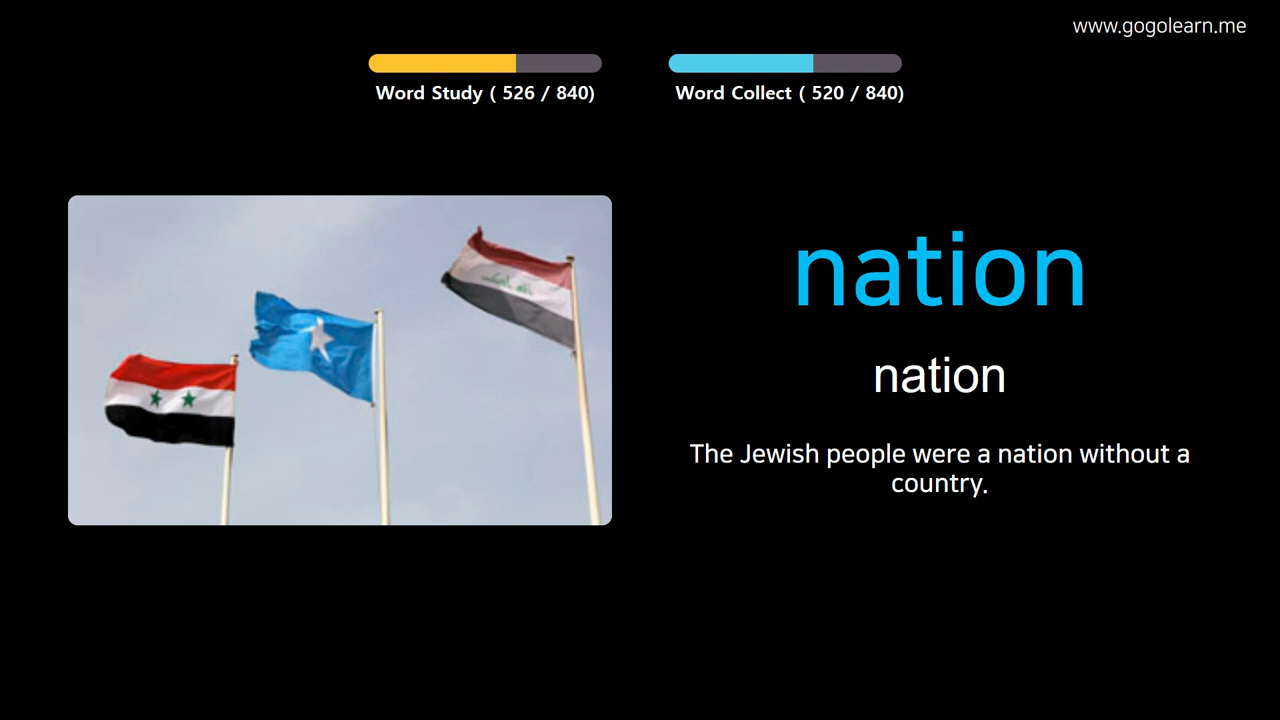 www.gogolearn.me
Word Study ( 526 / 840)
Word Collect ( 520 / 840)
nation
nation
The Jewish people were a nation without a
country.